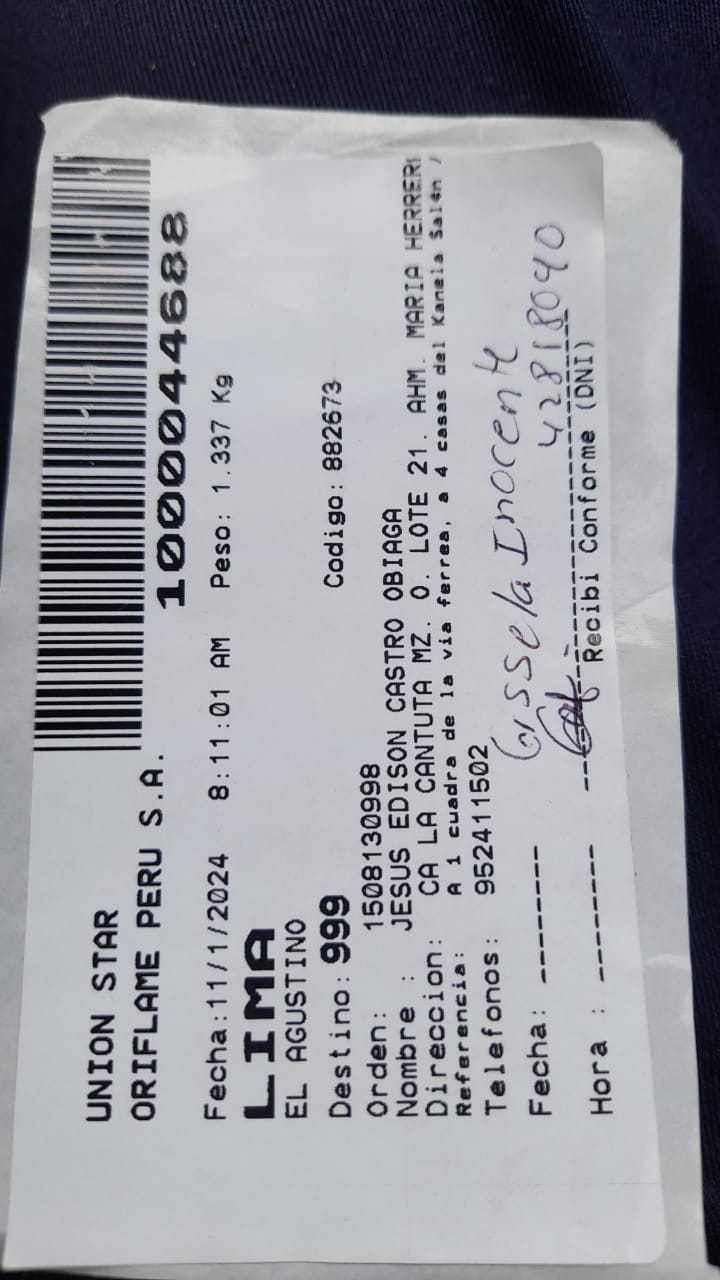 UNION STAR
ORIFLAME PERU S.A.
1000044688
Fecha:11/1/2024 8:11:01 AM Peso: 1.337 Kg
LIMA
EL AGUSTINO
Destino: 999 Codigo: 882673
Orden: 1508130998
Nombre : JESUS EDISON CASTRO OBIAGA
Direccion: CA LA CANTUTA MZ. O. LOTE 21. AHM. MARIA HERRER
Referencia: A 1 cuadra de la via ferrea, a 4 casas del Kanela Salón /
Telefonos: 952411502
Gissela Inocente
Fecha: --------
42818040
Hora : --------
Recibi Conforme (DNI)